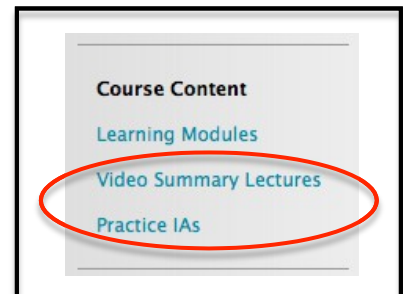 Course Content
Learning Modules
Video Summary Lectures
Practice IAs